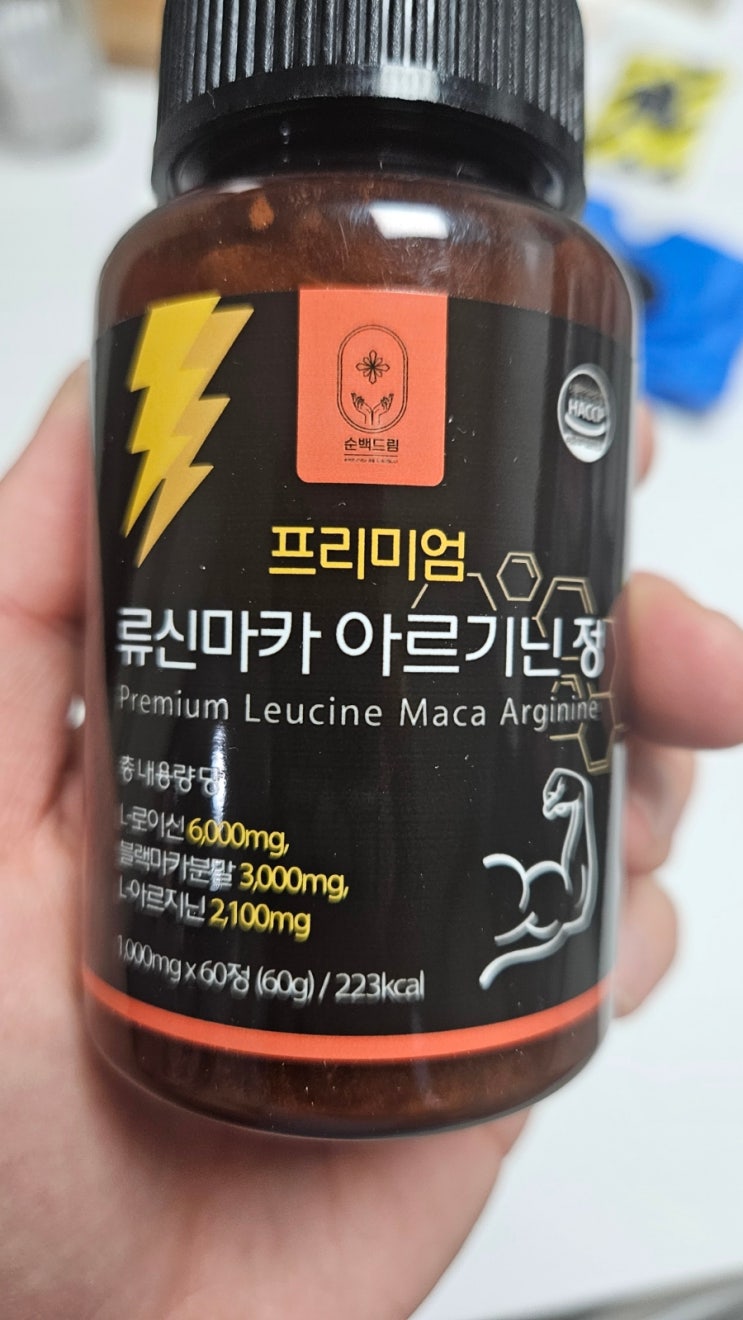 순백드림
HACCP
프리미엄
류신마카 아르기닌 정
Premium Leucine Maca Arginine
총 내용량 당
L-로이신 6,000mg,
블랙마카분말 3,000mg,
L-아르지닌 2,100mg
1,000mg x 60정 (60g) / 223kcal